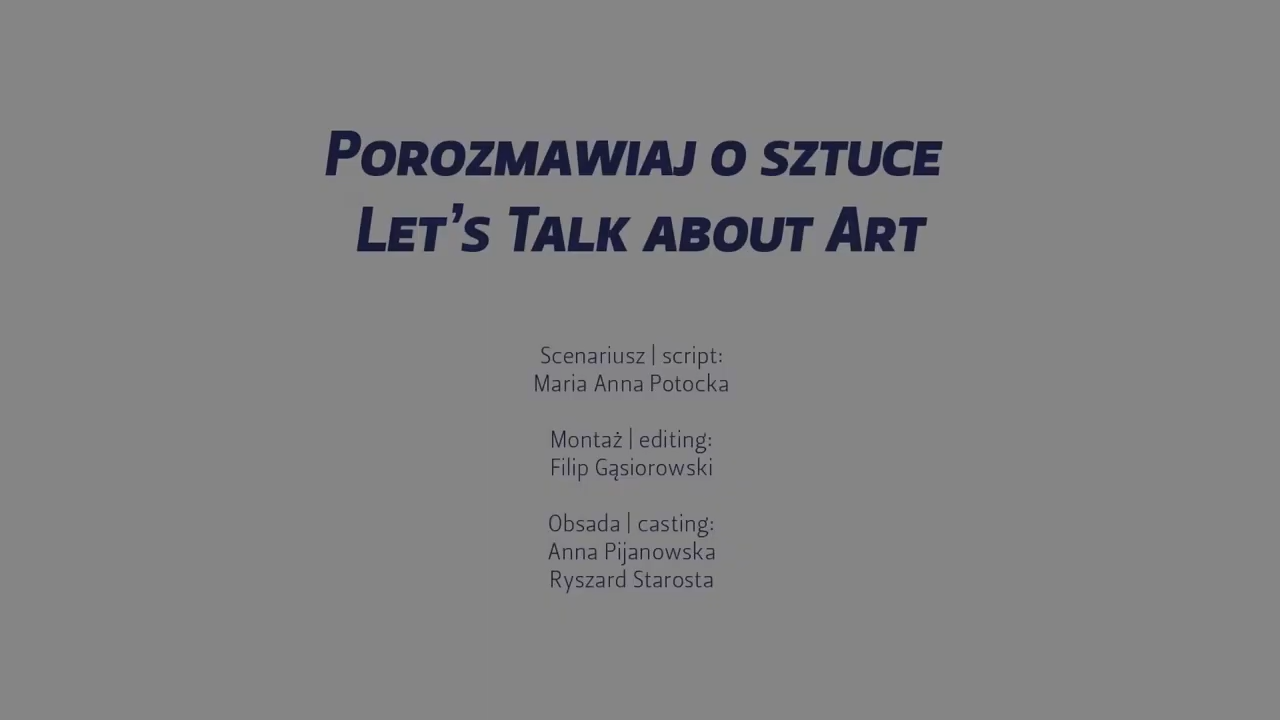 Porozmawiaj o sztuce
Let's Talk about Art
Scenariusz | script:
Maria Anna Potocka
Montaż | editing:
Filip Gąsiorowski
Obsada | casting:
Anna Pijanowska
Ryszard Starosta